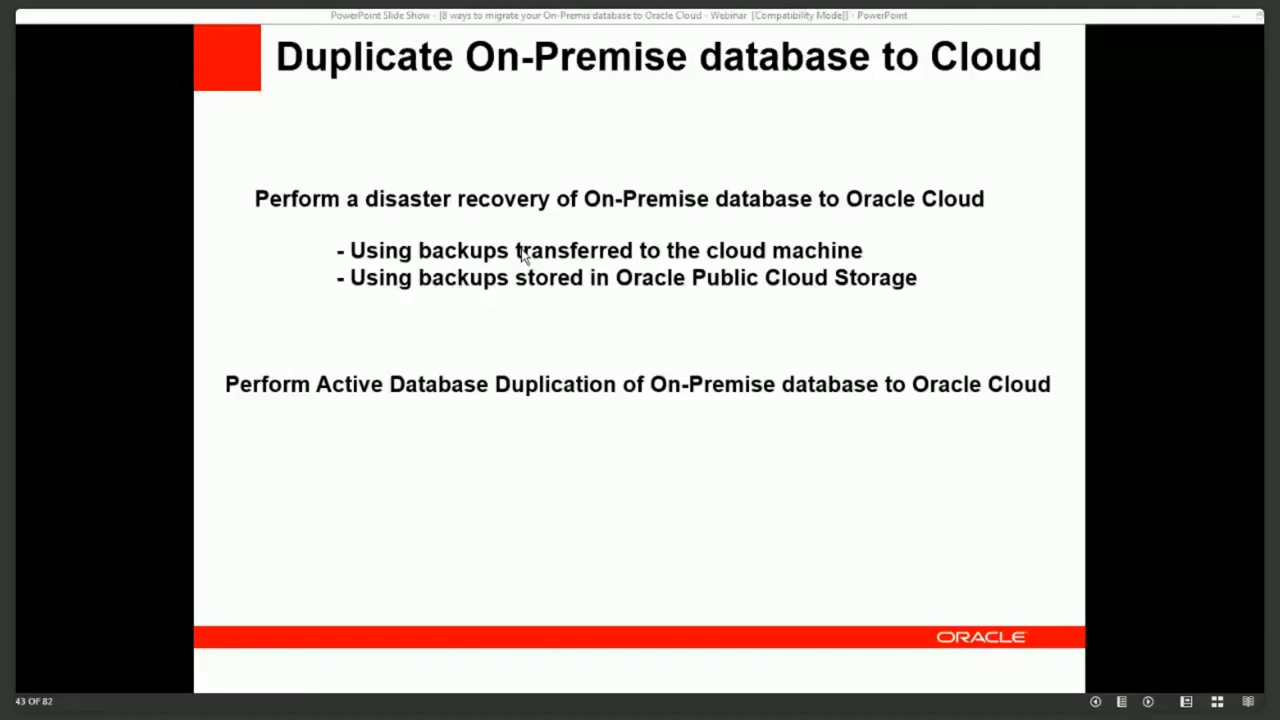 PowerPoint Slide Show - [8 ways to migrate your On-Premis database to Oracle Cloud - Webinar [Compatibility Mode]] - PowerPoint
Duplicate On-Premise database to Cloud
Perform a disaster recovery of On-Premise database to Oracle Cloud
- Using backups transferred to the cloud machine
- Using backups stored in Oracle Public Cloud Storage
Perform Active Database Duplication of On-Premise database to Oracle Cloud
ORACLE
43 OF 82